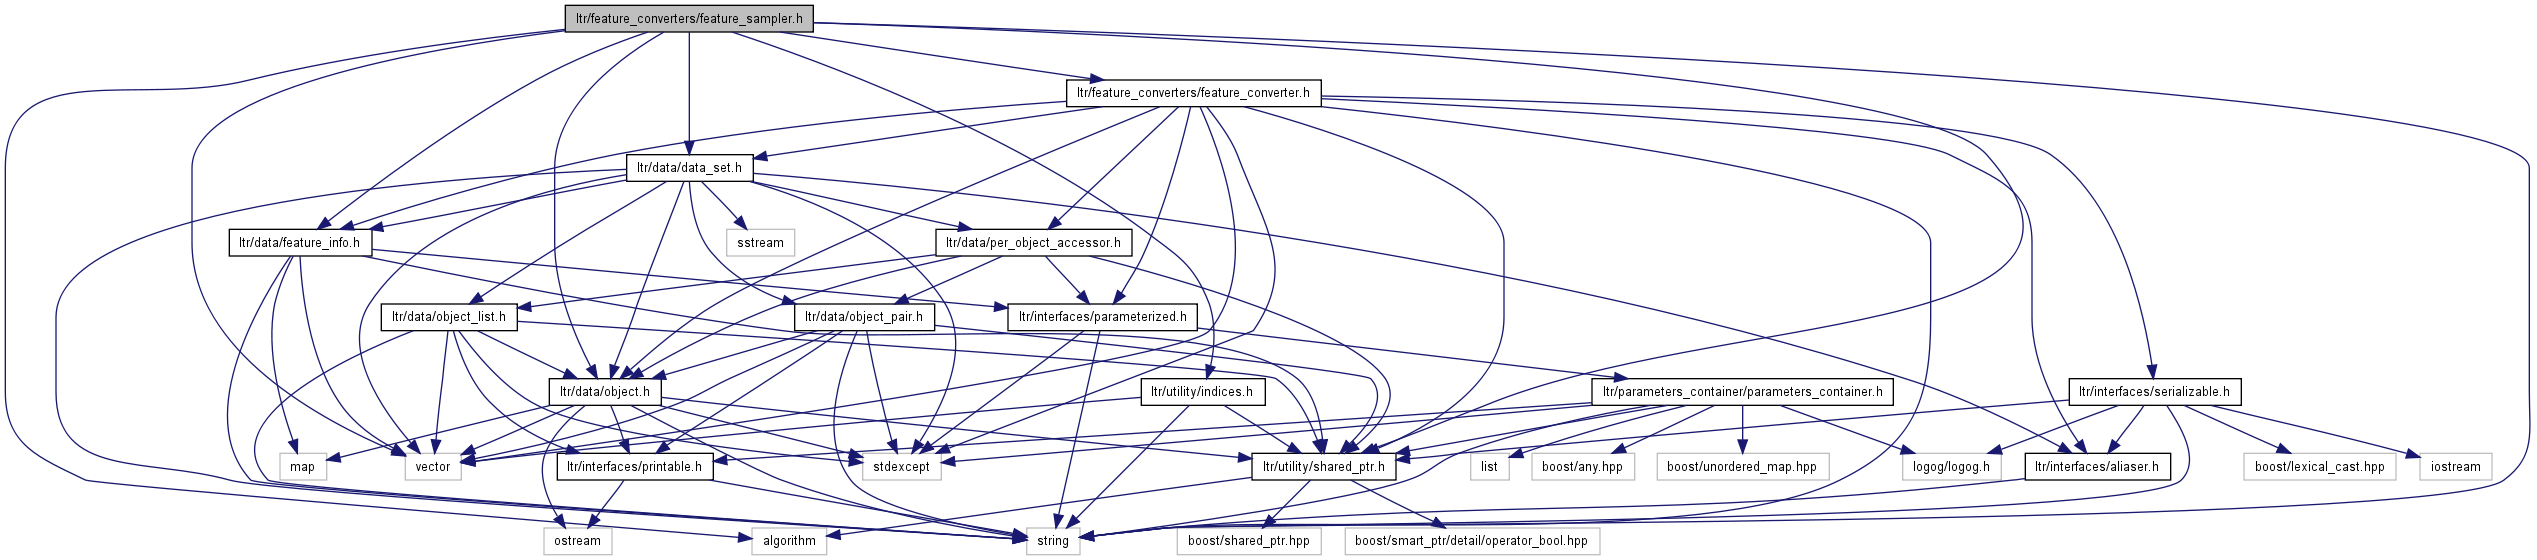 ltr/feature_converters/feature_sampler.h
ltr/feature_converters/feature_converter.h
ltr/data/data_set.h
ltr/data/feature_info.h
sstream
ltr/data/per_object_accessor.h
ltr/data/object_list.h
ltr/data/object_pair.h
ltr/interfaces/parameterized.h
ltr/data/object.h
ltr/utility/indices.h
ltr/parameters_container/parameters_container.h
ltr/interfaces/serializable.h
map
vector
ltr/interfaces/printable.h
stdexcept
ltr/utility/shared_ptr.h
list
boost/any.hpp
boost/unordered_map.hpp
logog/logog.h
ltr/interfaces/aliaser.h
boost/lexical_cast.hpp
iostream
ostream
algorithm
string
boost/shared_ptr.hpp
boost/smart_ptr/detail/operator_bool.hpp